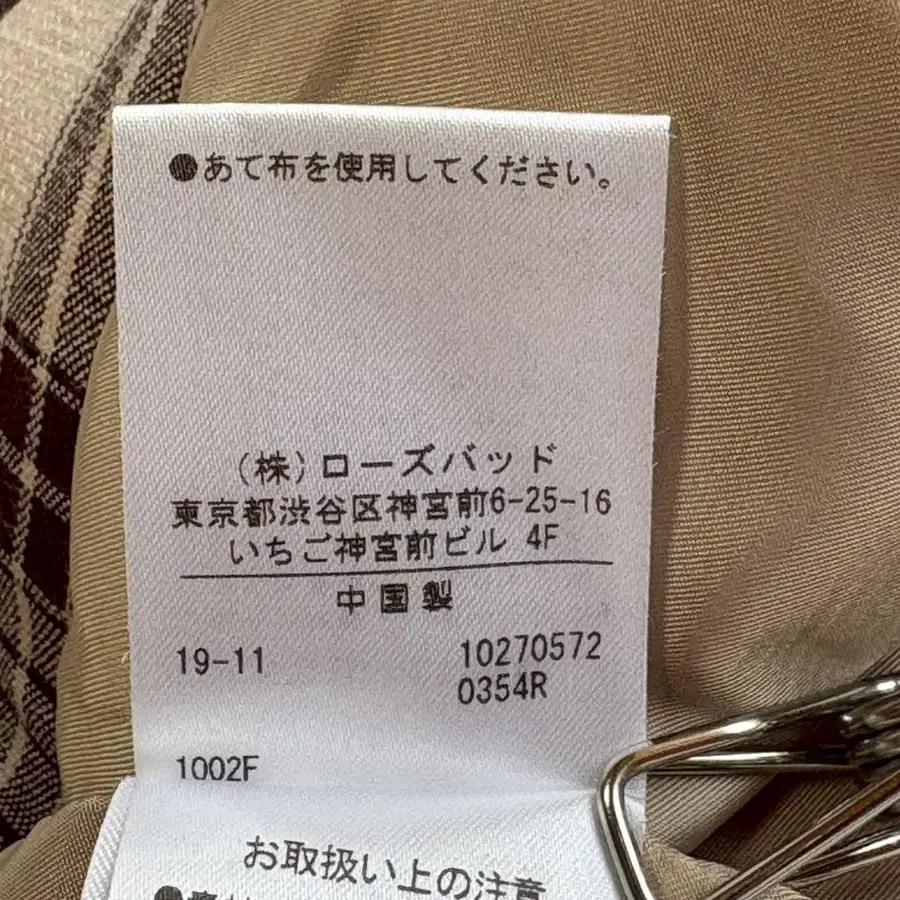 ●あて布を使用してください。
(株)ローズバッド
東京都渋谷区神宮前6-25-16
いちご神宮前ビル 4F
中国製
19-11 10270572
0354R
1002F
お取扱い上の注意